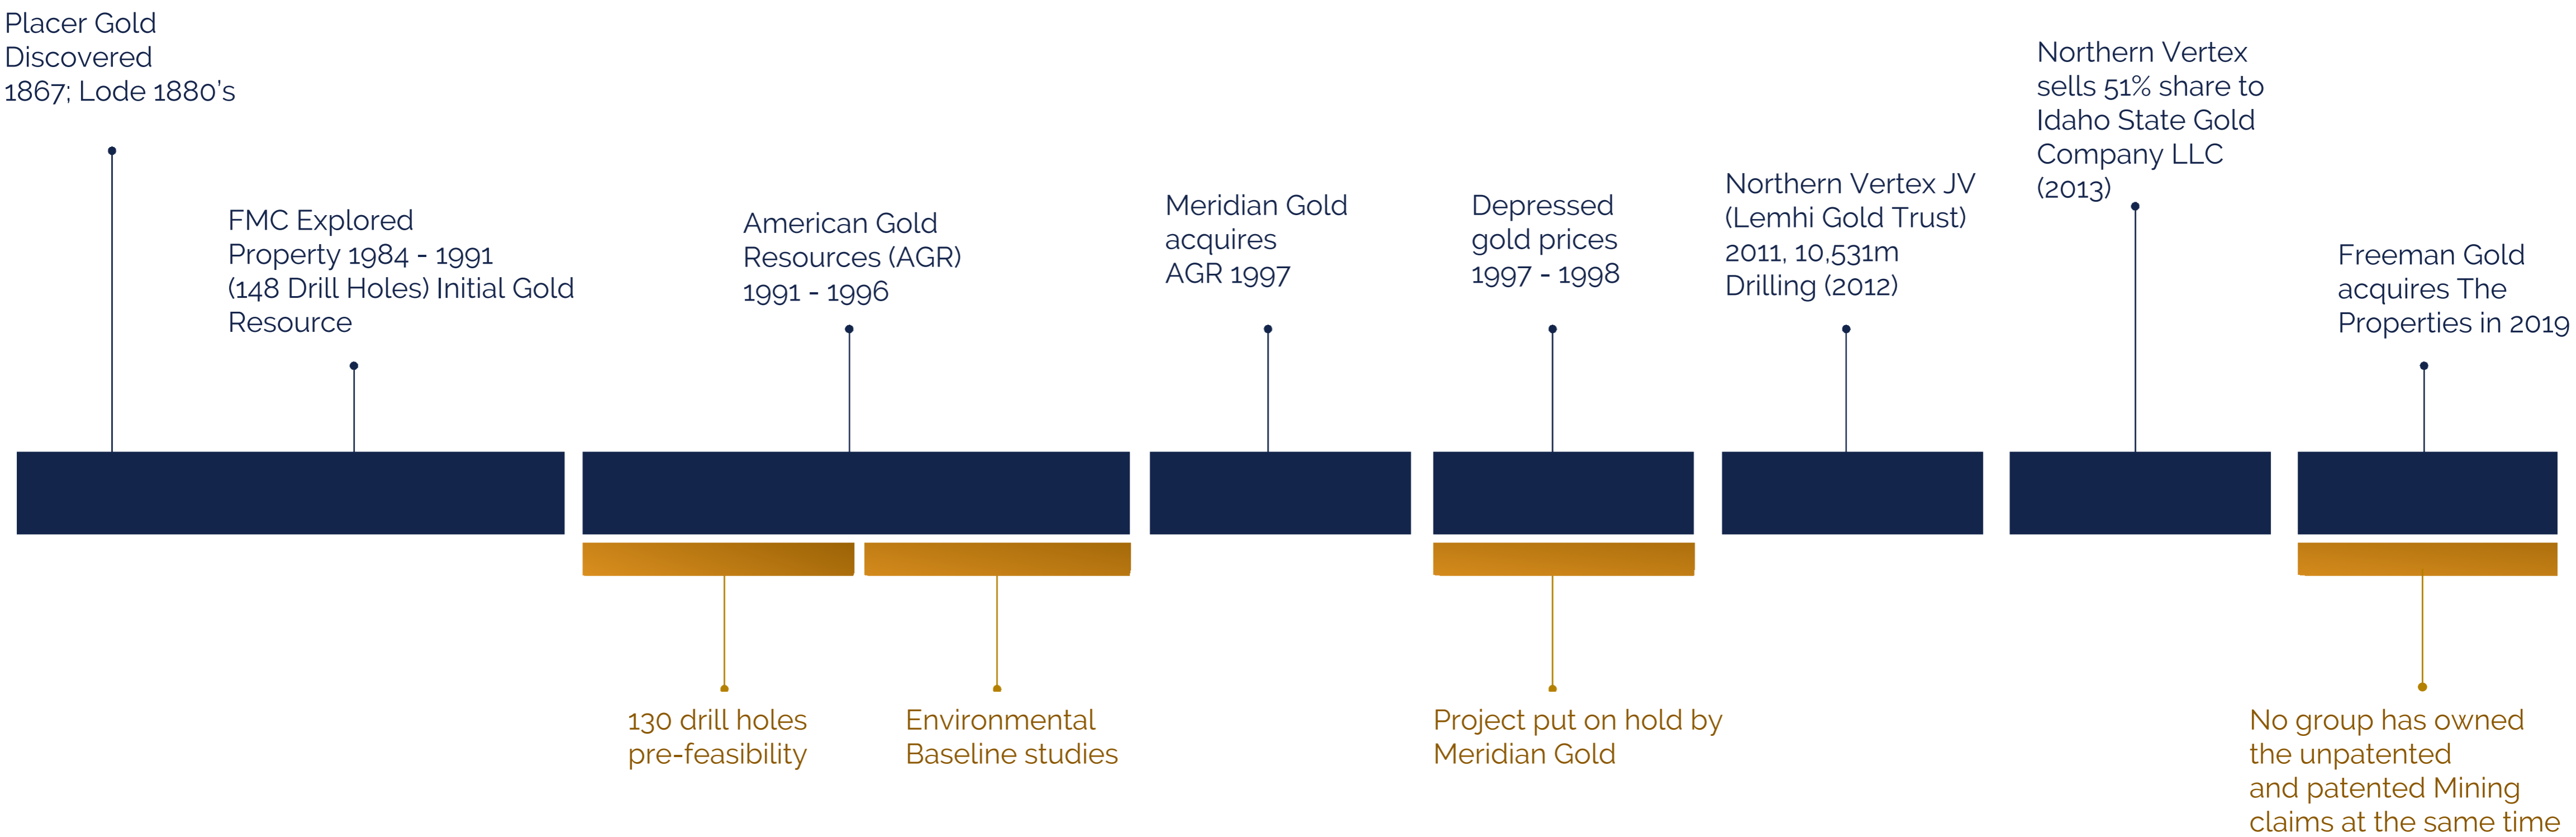 Placer Gold
Discovered
1867; Lode 1880's
FMC Explored
Property 1984 - 1991
(148 Drill Holes) Initial Gold
Resource
American Gold
Resources (AGR)
1991 - 1996
Meridian Gold
acquires
AGR 1997
Depressed
gold prices
1997 - 1998
Northern Vertex JV
(Lemhi Gold Trust)
2011, 10,531m
Drilling (2012)
Northern Vertex
sells 51% share to
Idaho State Gold
Company LLC
(2013)
Freeman Gold
acquires The
Properties in 2019
130 drill holes
pre-feasibility
Environmental
Baseline studies
Project put on hold by
Meridian Gold
No group has owned
the unpatented
and patented Mining
claims at the same time